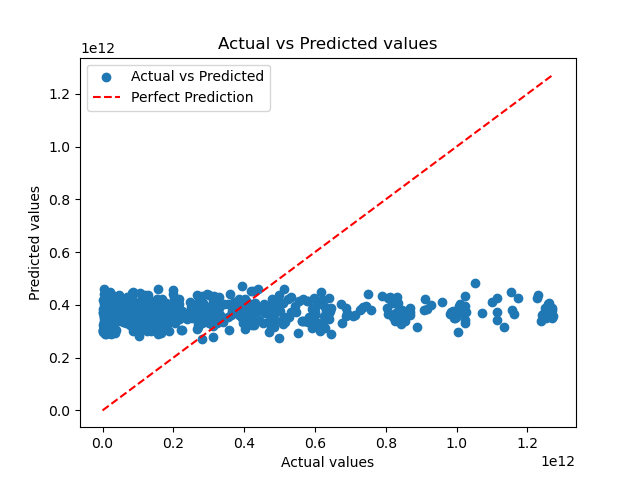 Actual vs Predicted values
1e12
Actual vs Predicted
Perfect Prediction
1.2
1.0
0.8
0.6
0.4
0.2
0.0
Predicted values
0.0 0.2 0.4 0.6 0.8 1.0 1.2
Actual values
1e12